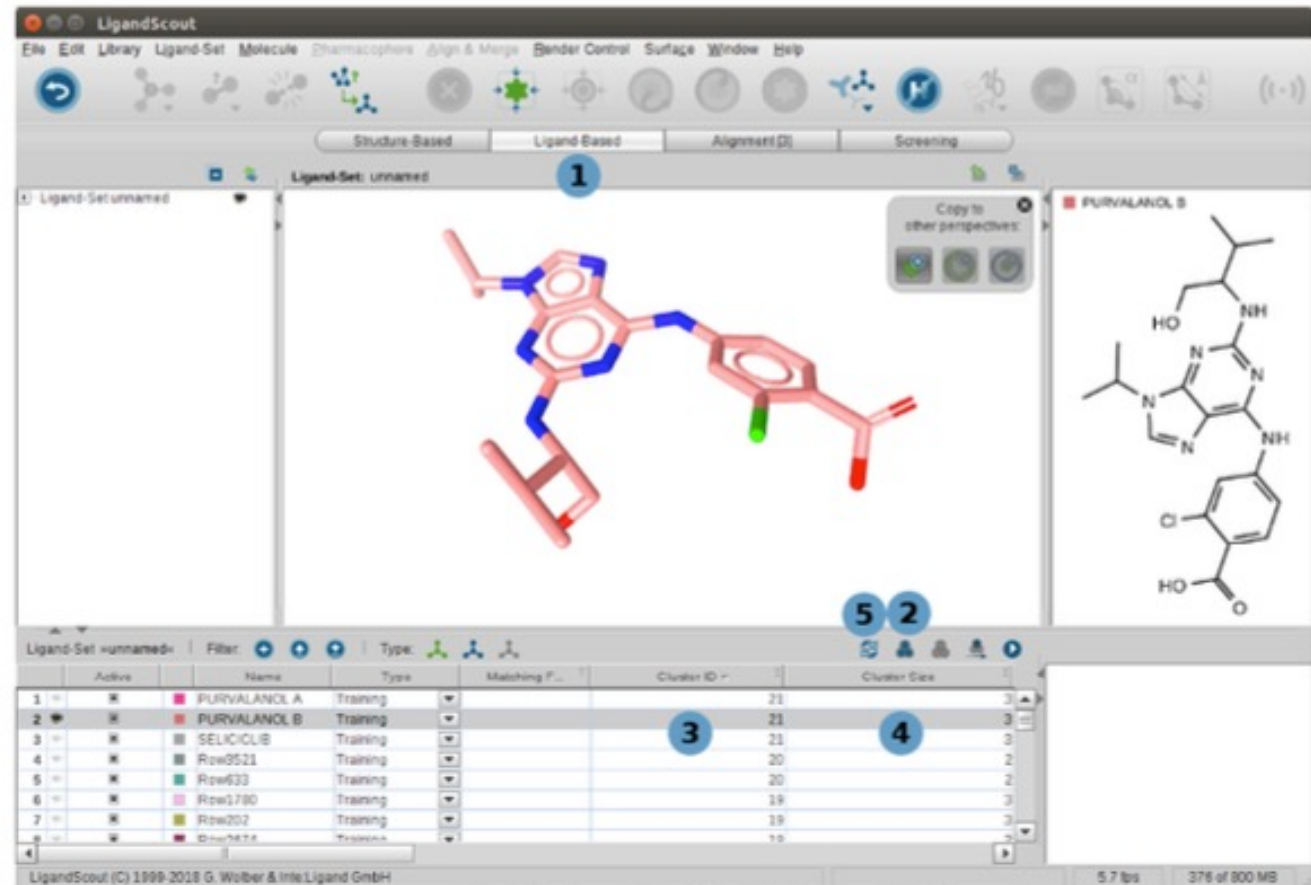 LigandScout
File Edit Library Ligand-Set Molecule Pharmacophore Align & Merge Render Control Surface Window Help
Structure-Based Ligand-Based Alignment [3] Screening
1
Ligand-Set: unnamed
Ligand-Set unnamed
Copy to
other perspectives:
PURVALANOL B
HO
NH
N
N
N
N
NH
Cl
HO
O
5 2
Ligand-Set »unnamed« Filter: Type:
Active Name Type Matching F... Cluster ID Cluster Size
1 PURVALANOL A Training 21 3
2 PURVALANOL B Training 21 3
3 4
3 SELICICLIB Training 21 3
4 Row3521 Training 20 2
5 Row633 Training 20 2
6 Row1780 Training 19 3
7 Row202 Training 19 3
LigandScout (C) 1999-2018 G. Wolber & Inte:Ligand GmbH 5.7 fps 376 of 800 MB